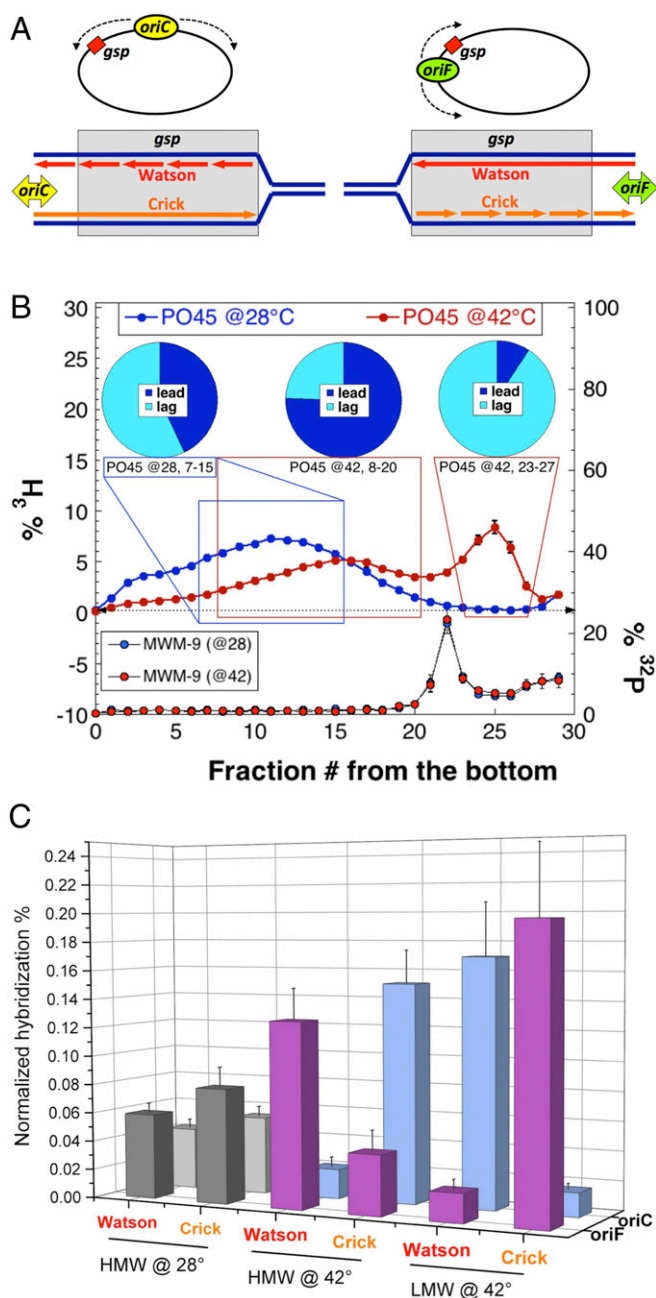 A
oriC
gsp
oriF
gsp
gsp
gsp
Watson
Watson
oriC
oriF
Crick
Crick
B
PO45 @28°C
PO45 @42°C
lead
lag
lead
lag
lead
lag
PO45 @28, 7-15
PO45 @42, 8-20
PO45 @42, 23-27
% ³H
30
25
20
15
10
5
0
-5
-10
100
80
60
40
20
0
% ³²P
MWM-9 (@28)
MWM-9 (@42)
0 5 10 15 20 25 30
Fraction # from the bottom
C
Normalized hybridization %
0.24
0.22
0.20
0.18
0.16
0.14
0.12
0.10
0.08
0.06
0.04
0.02
0.00
Watson
Crick
Watson
Crick
Watson
Crick
oriC
oriF
HMW @ 28°
HMW @ 42°
LMW @ 42°